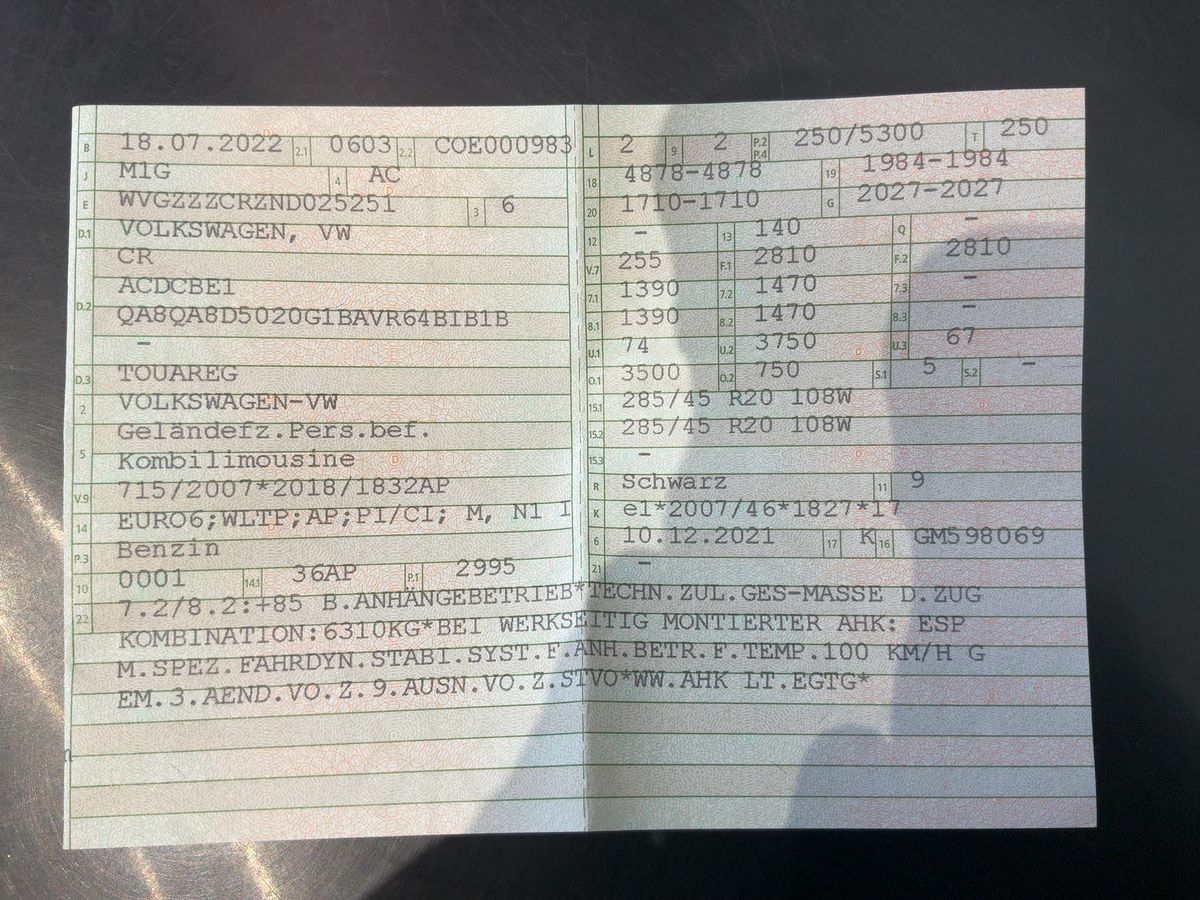 B 18.07.2022 2.1 0603 2.2 COE000983
J M1G 4 AC
E WVGZZZCRZND025251 3 6
D.1 VOLKSWAGEN, VW
CR
D.2 ACDCBE1
QA8QA8D5020G1BAVR64BIB1B
–
D.3 TOUAREG
2 VOLKSWAGEN-VW
5 Geländefz.Pers.bef.
Kombilimousine
V.9 715/2007*2018/1832AP
14 EURO6;WLTP;AP;PI/CI; M, N1 I
P.3 Benzin
10 0001 14.1 36AP P.1 2995
L 2 9 2 P.2 P.4 250/5300 T 250
18 4878-4878 19 1984-1984
20 1710-1710 G 2027-2027
12 – 13 140 Q –
V.7 255 F.1 2810 F.2 2810
7.1 1390 7.2 1470 7.3 –
8.1 1390 8.2 1470 8.3 –
U.1 74 U.2 3750 U.3 67
O.1 3500 O.2 750 S.1 5 S.2 –
15.1 285/45 R20 108W
15.2 285/45 R20 108W
15.3 –
R Schwarz 11 9
K e1*2007/46*1827*17
6 10.12.2021 17 K 16 GM598069
21 –
22 7.2/8.2:+85 B.ANHÄNGEBETRIEB*TECHN.ZUL.GES-MASSE D.ZUG
KOMBINATION:6310KG*BEI WERKSEITIG MONTIERTER AHK: ESP
M.SPEZ.FAHRDYN.STABI.SYST.F.ANH.BETR.F.TEMP.100 KM/H G
EM.3.AEND.VO.Z.9.AUSN.VO.Z.STVO*WW.AHK LT.EGTG*